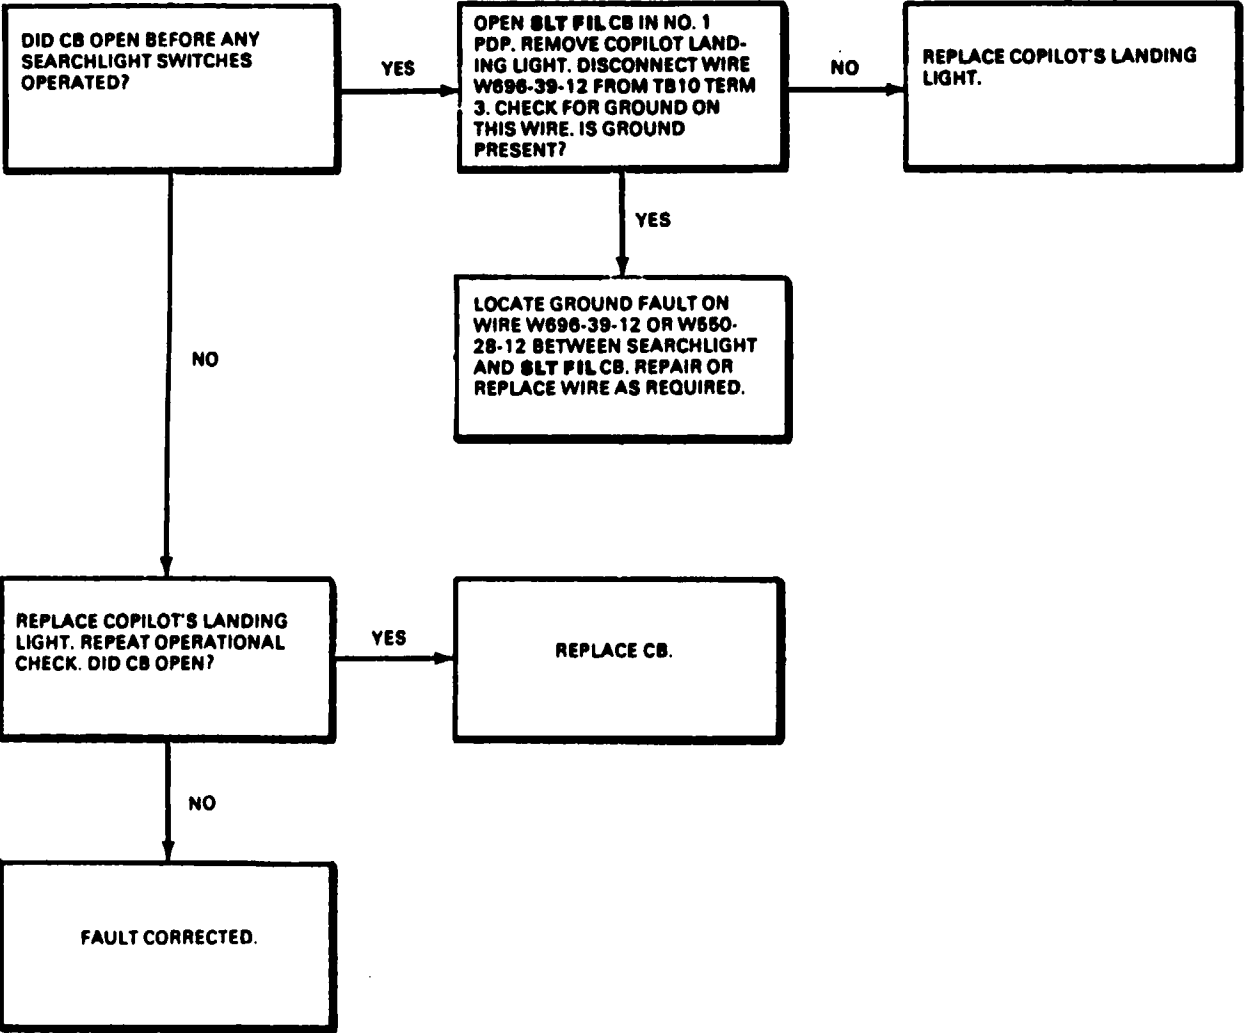 DID CB OPEN BEFORE ANY
SEARCHLIGHT SWITCHES
OPERATED?
YES
OPEN SLT FIL CB IN NO. 1
PDP. REMOVE COPILOT LAND-
ING LIGHT. DISCONNECT WIRE
W696-39-12 FROM TB10 TERM
3. CHECK FOR GROUND ON
THIS WIRE. IS GROUND
PRESENT?
NO
REPLACE COPILOT'S LANDING
LIGHT.
YES
LOCATE GROUND FAULT ON
WIRE W696-39-12 OR W550-
28-12 BETWEEN SEARCHLIGHT
AND SLT FIL CB. REPAIR OR
REPLACE WIRE AS REQUIRED.
NO
REPLACE COPILOT'S LANDING
LIGHT. REPEAT OPERATIONAL
CHECK. DID CB OPEN?
YES
REPLACE CB.
NO
FAULT CORRECTED.